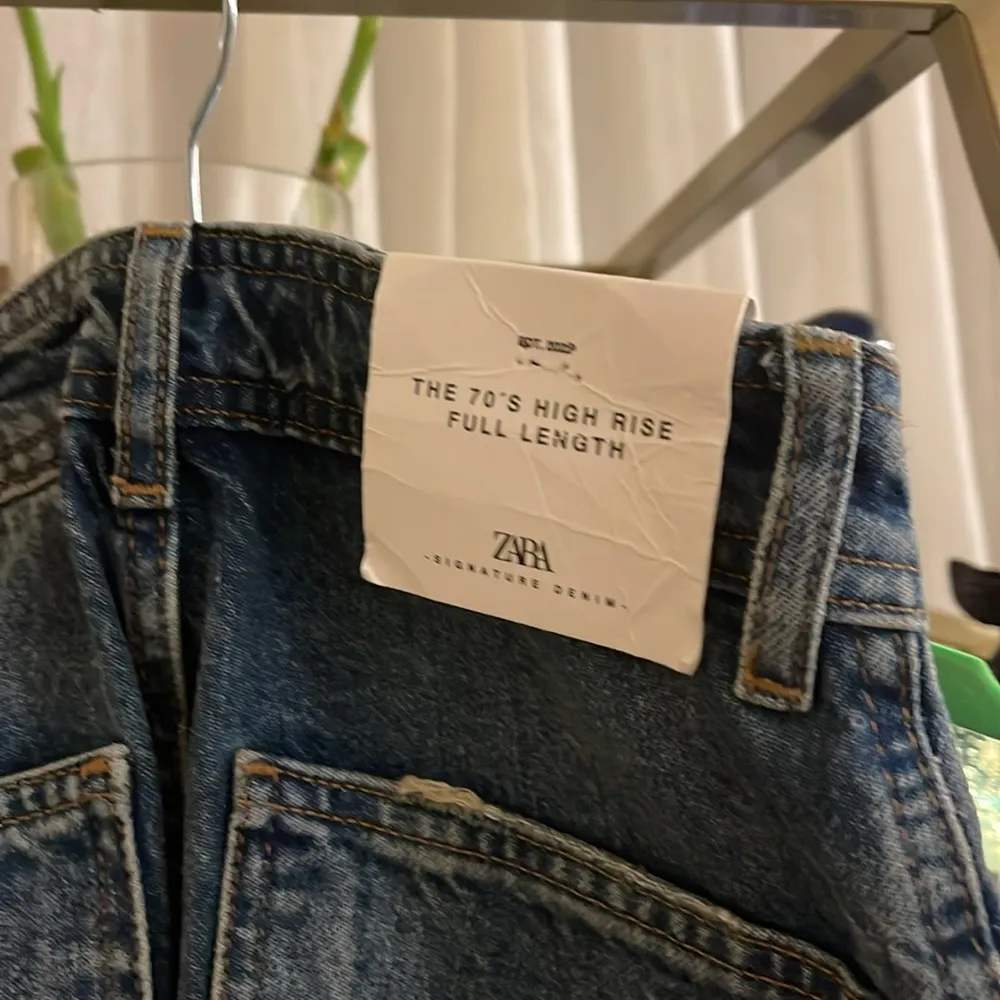 THE 70'S HIGH RISE
FULL LENGTH
ZARA
-SIGNATURE DENIM-